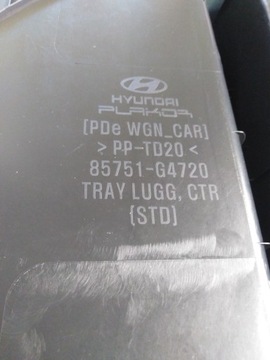 HYUNDAI
PLAKOR
[PDe WGN_CAR]
> PP-TD20 <
85751-G4720
TRAY LUGG, CTR
[STD]